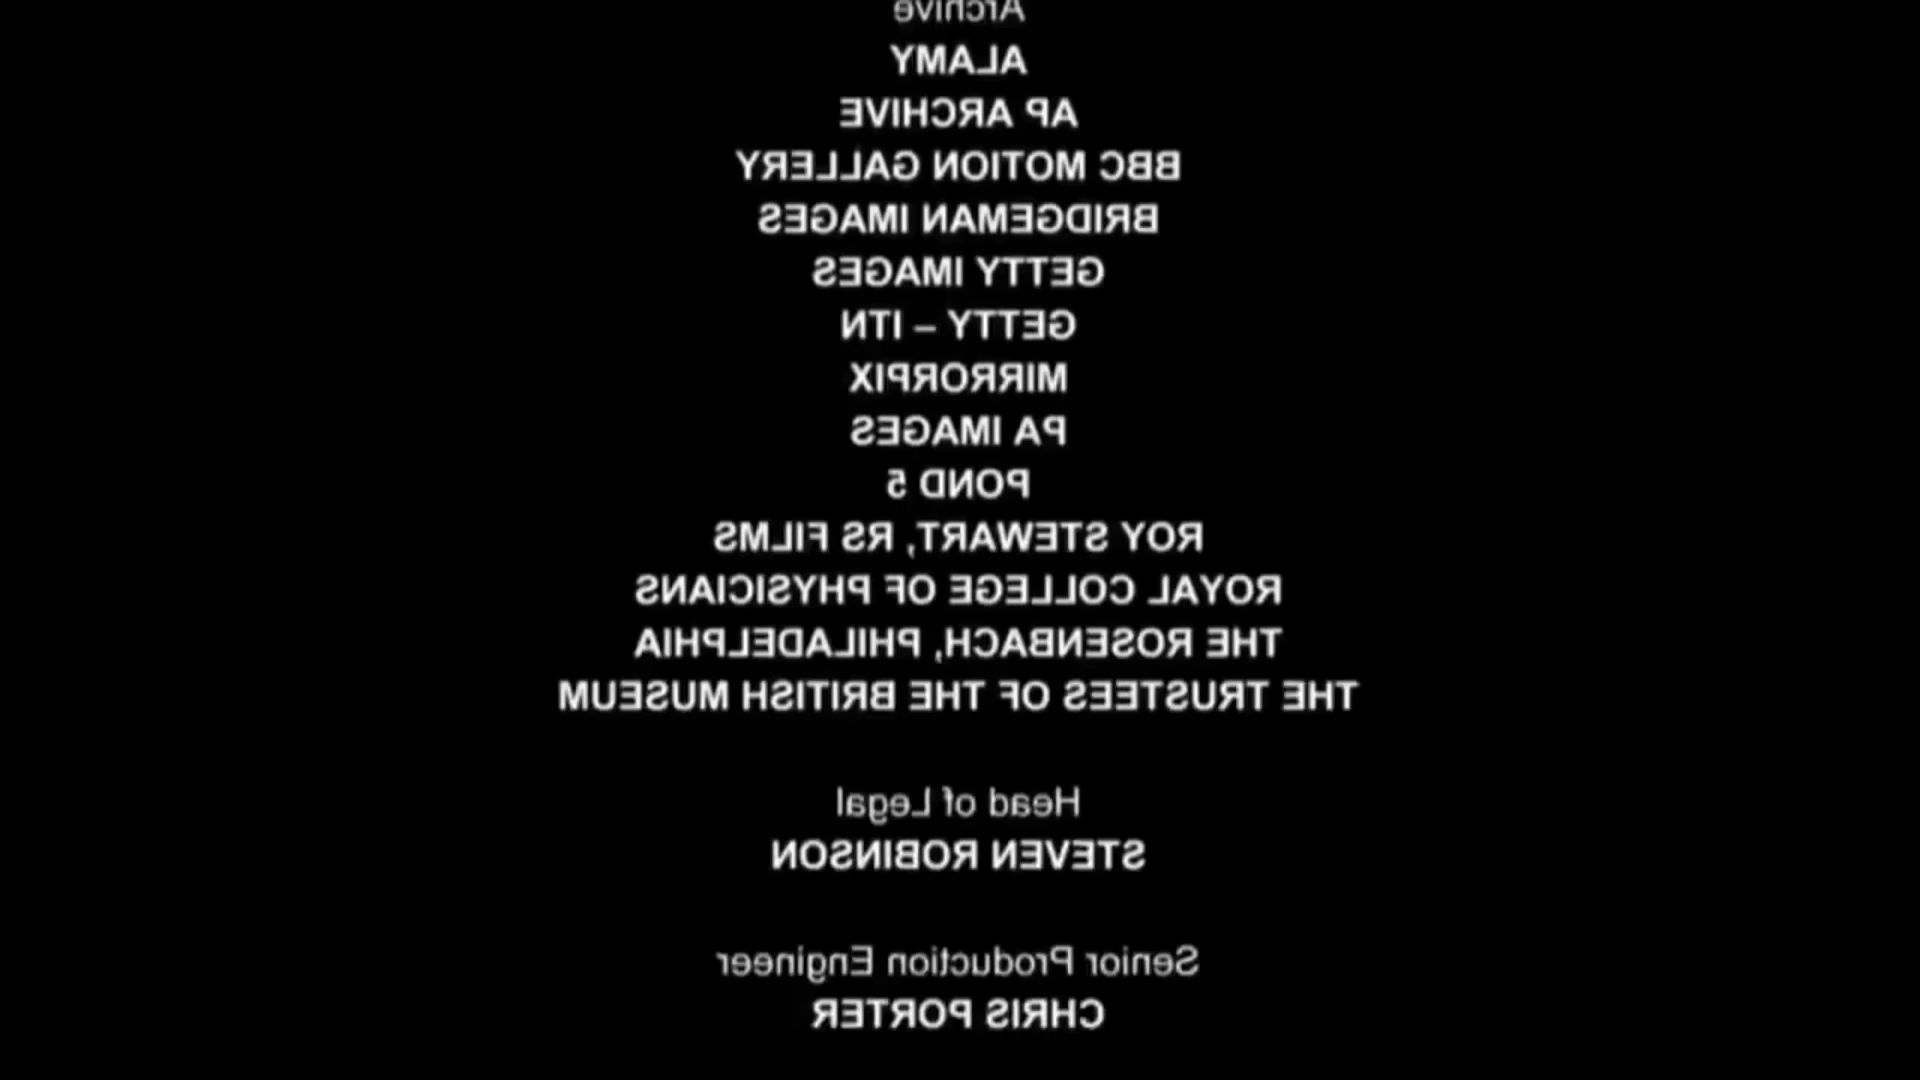 Archive
ALAMY
AP ARCHIVE
BBC MOTION GALLERY
BRIDGEMAN IMAGES
GETTY IMAGES
GETTY – ITN
MIRRORPIX
PA IMAGES
POND 5
ROY STEWART, RS FILMS
ROYAL COLLEGE OF PHYSICIANS
THE ROSENBACH, PHILADELPHIA
THE TRUSTEES OF THE BRITISH MUSEUM
Head of Legal
STEVEN ROBINSON
Senior Production Engineer
CHRIS PORTER